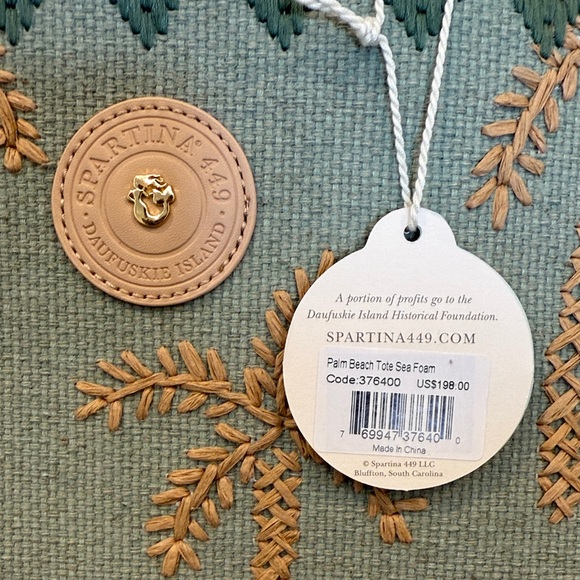 SPARTINA® 449
DAUFUSKIE ISLAND
A portion of profits go to the
Daufuskie Island Historical Foundation.
SPARTINA449.COM
Palm Beach Tote Sea Foam
Code:376400 US$198.00
7 69947 37640 0
Made In China
© Spartina 449 LLC
Bluffton, South Carolina